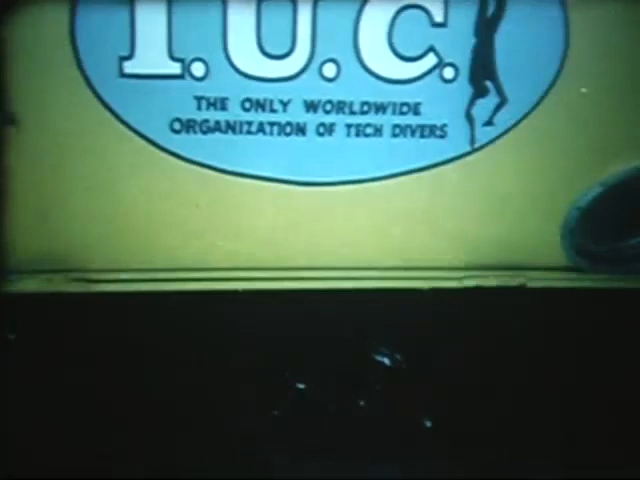 I.U.C.
THE ONLY WORLDWIDE
ORGANIZATION OF TECH DIVERS